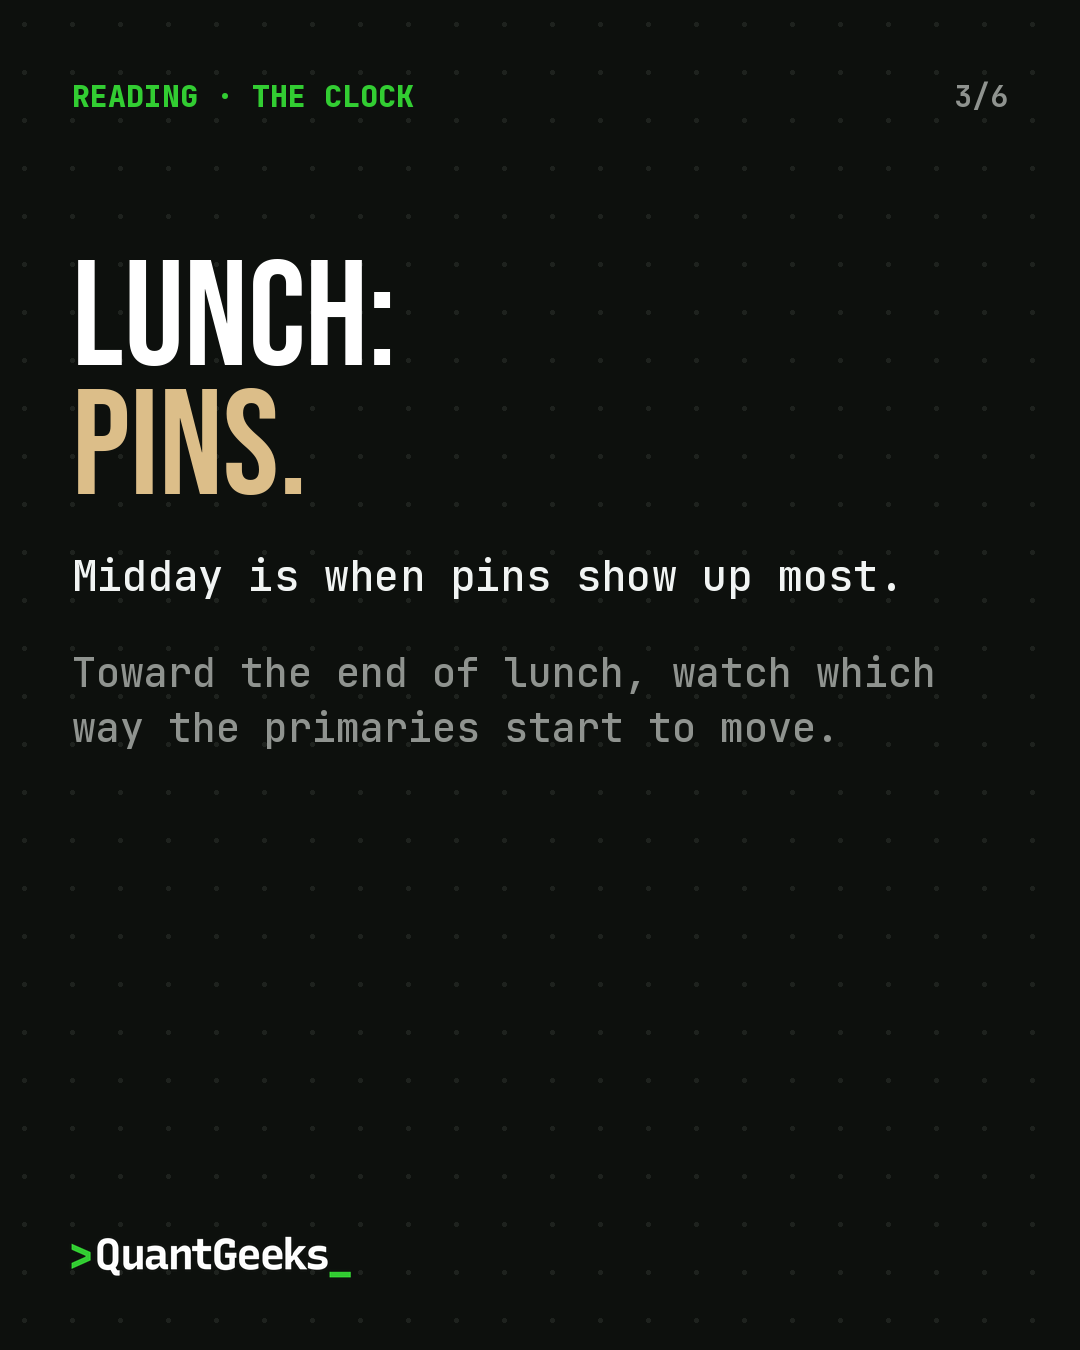 READING · THE CLOCK
3/6
LUNCH:
PINS.
Midday is when pins show up most.
Toward the end of lunch, watch which
way the primaries start to move.
>QuantGeeks_